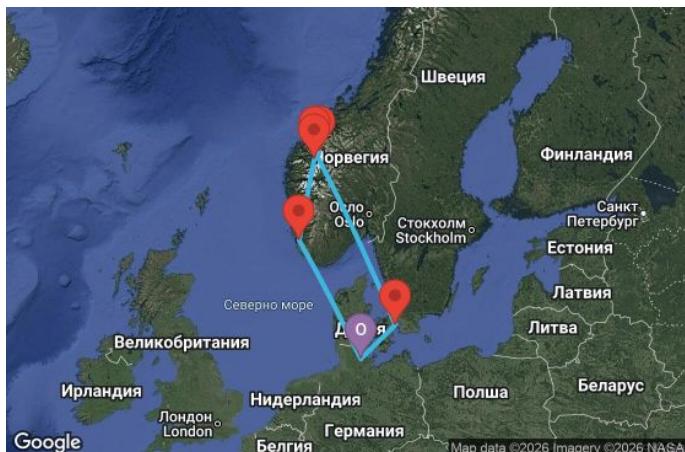 Швеция
Норвегия
Финландия
Осло
Oslo
Санкт
Петербург
Стокхолм
Stockholm
Естония
Латвия
Северно море
Литва
Великобритания
O
Беларус
Ирландия
Нидерландия
Полша
Лондон
London
Германия
Белгия
Google
Map data ©2026 Imagery ©2026 NASA